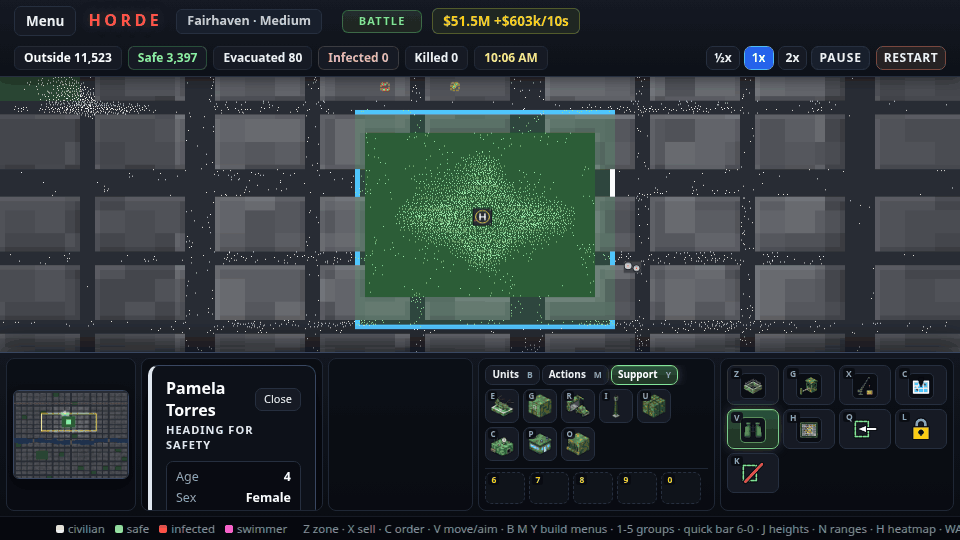 Menu
HORDE
Fairhaven · Medium
BATTLE
$51.5M +$603k/10s
Outside 11,523
Safe 3,397
Evacuated 80
Infected 0
Killed 0
10:06 AM
½x
1x
2x
PAUSE
RESTART
H
Pamela Torres
Close
HEADING FOR SAFETY
Age 4
Sex Female
Units B
Actions M
Support Y
E
G
R
I
U
C
P
O
6
7
8
9
0
Z
G
X
C
V
H
Q
L
K
civilian
safe
infected
swimmer
Z zone · X sell · C order · V move/aim · B M Y build menus · 1-5 groups · quick bar 6-0 · J heights · N ranges · H heatmap · WA